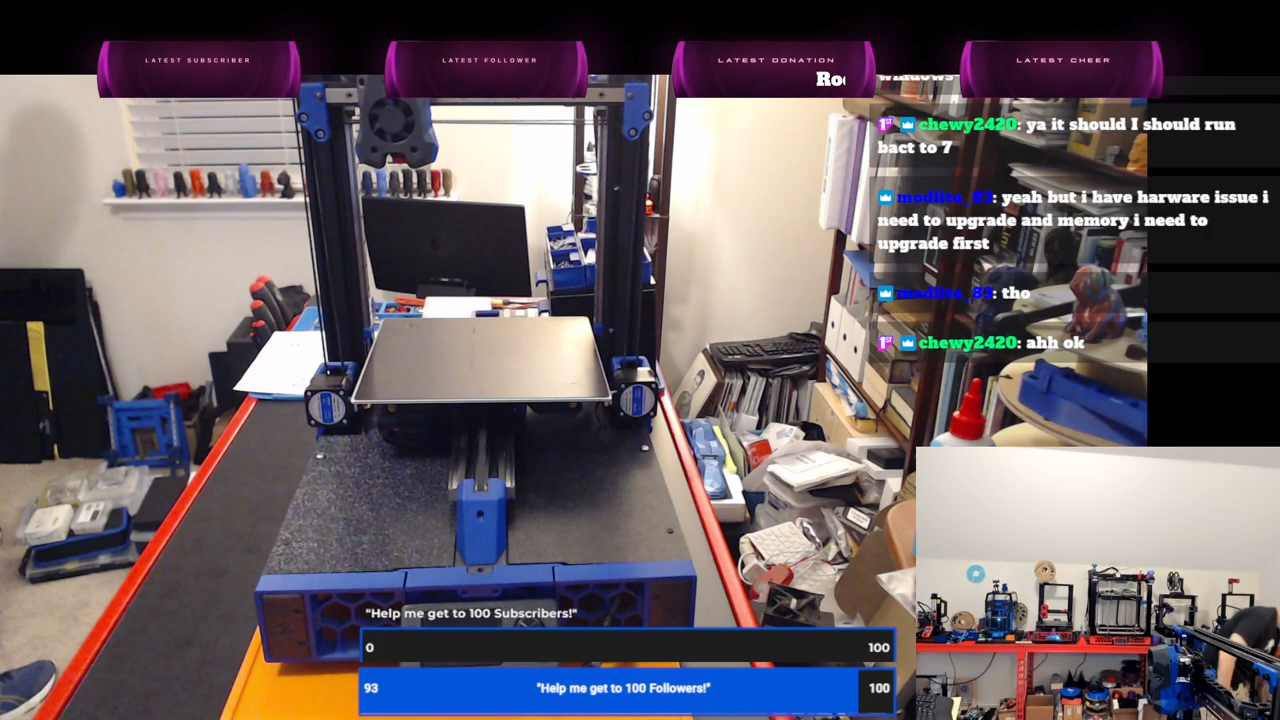 LATEST SUBSCRIBER
LATEST FOLLOWER
LATEST DONATION
LATEST CHEER
windows
chewy2420: ya it should I should run
bact to 7
modlite_83: yeah but i have harware issue i
need to upgrade and memory i need to
upgrade first
modlite_83: tho
chewy2420: ahh ok
"Help me get to 100 Subscribers!"
0 100
93 "Help me get to 100 Followers!" 100